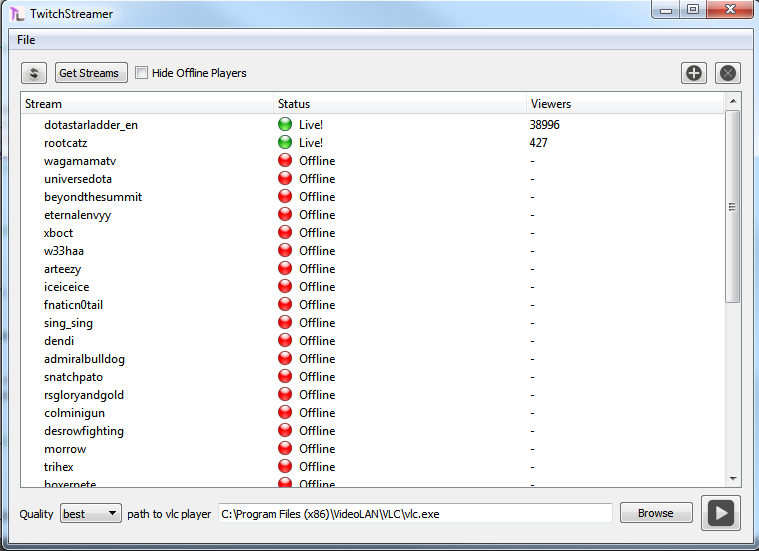 TwitchStreamer
File
Get Streams Hide Offline Players
Stream Status Viewers
dotastarladder_en Live! 38996
rootcatz Live! 427
wagamamatv Offline -
universedota Offline -
beyondthesummit Offline -
eternalenvyy Offline -
xboct Offline -
w33haa Offline -
arteezy Offline -
iceiceice Offline -
fnaticn0tail Offline -
sing_sing Offline -
dendi Offline -
admiralbulldog Offline -
snatchpato Offline -
rsgloryandgold Offline -
colminigun Offline -
desrowfighting Offline -
morrow Offline -
trihex Offline -
Offline -
Quality best path to vlc player C:\Program Files (x86)\VideoLAN\VLC\vlc.exe Browse